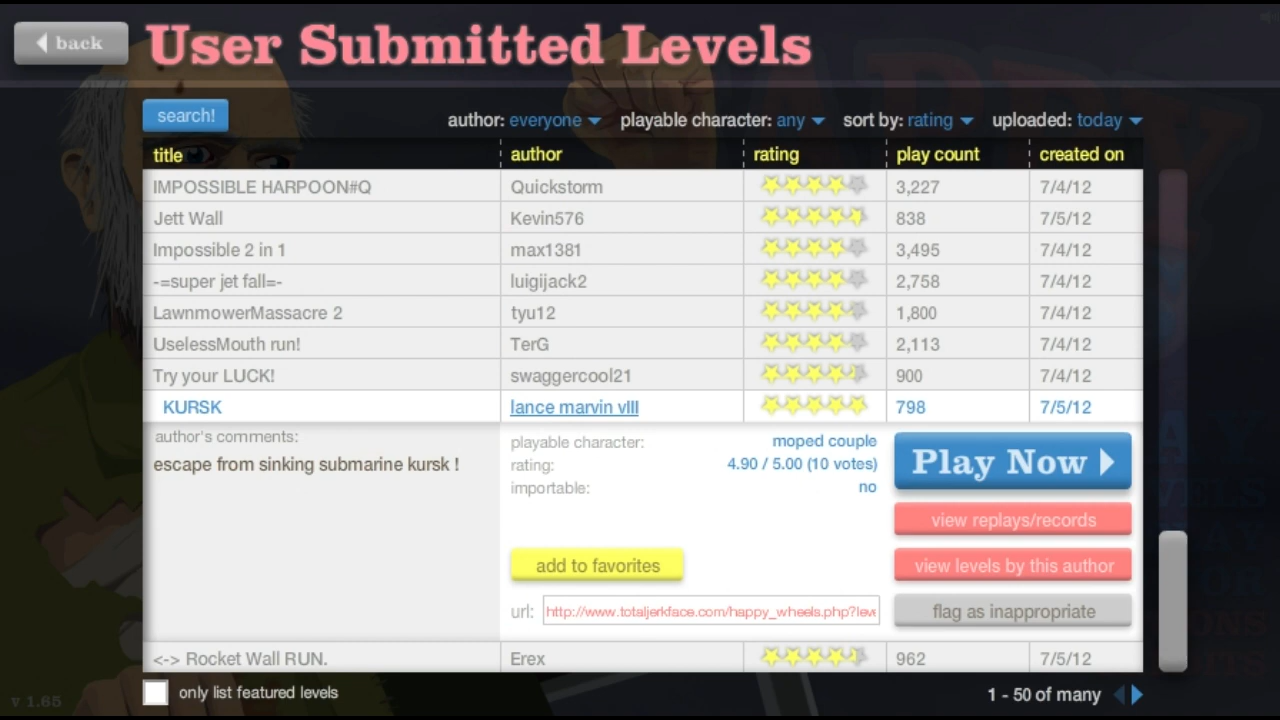 back
User Submitted Levels
search!
author: everyone playable character: any sort by: rating uploaded: today
title author rating play count created on
IMPOSSIBLE HARPOON#Q Quickstorm 3,227 7/4/12
Jett Wall Kevin576 838 7/5/12
Impossible 2 in 1 max1381 3,495 7/4/12
-=super jet fall=- luigijack2 2,758 7/4/12
LawnmowerMassacre 2 tyu12 1,800 7/4/12
UselessMouth run! TerG 2,113 7/4/12
Try your LUCK! swaggercool21 900 7/4/12
KURSK lance marvin vIII 798 7/5/12
author's comments:
escape from sinking submarine kursk !
playable character: moped couple
rating: 4.90 / 5.00 (10 votes)
importable: no
add to favorites
url: http://www.totaljerkface.com/happy_wheels.php?leve
Play Now
view replays/records
view levels by this author
flag as inappropriate
<-> Rocket Wall RUN. Erex 962 7/5/12
only list featured levels
1 - 50 of many
v 1.65